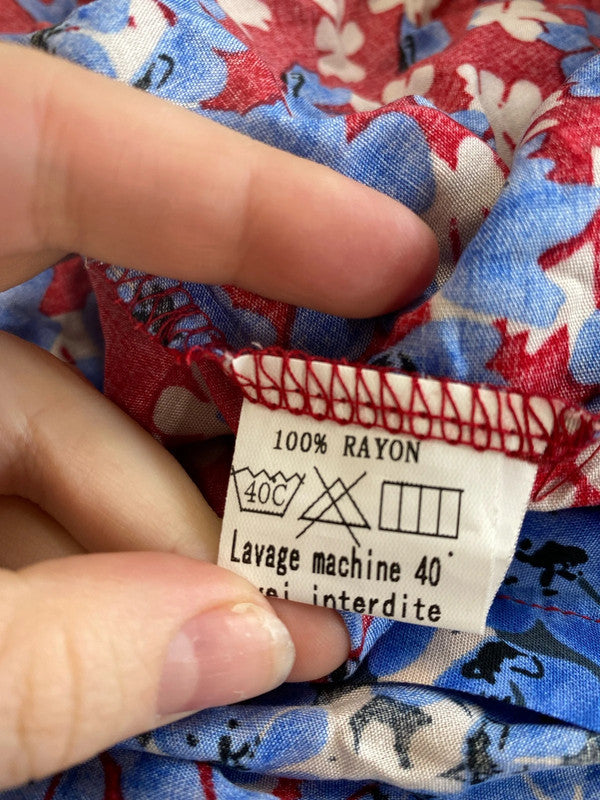 100% RAYON
40C
Lavage machine 40°
interdite